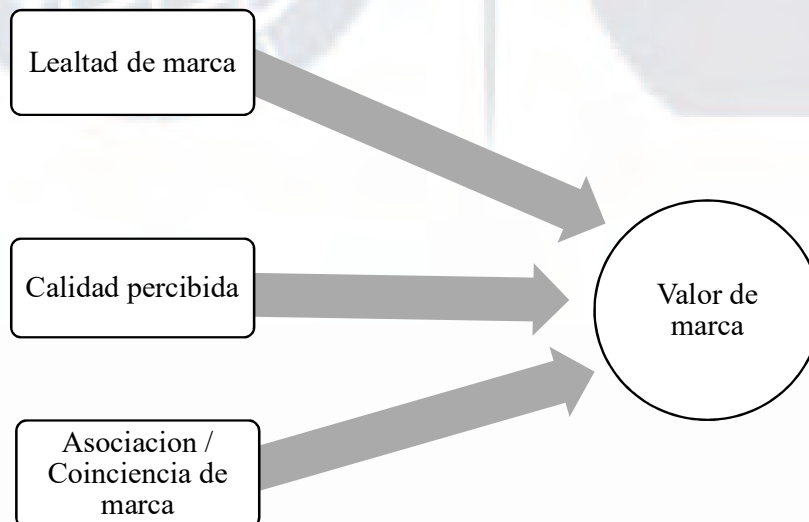 Lealtad de marca
Calidad percibida
Valor de
marca
Asociacion /
Coinciencia de
marca